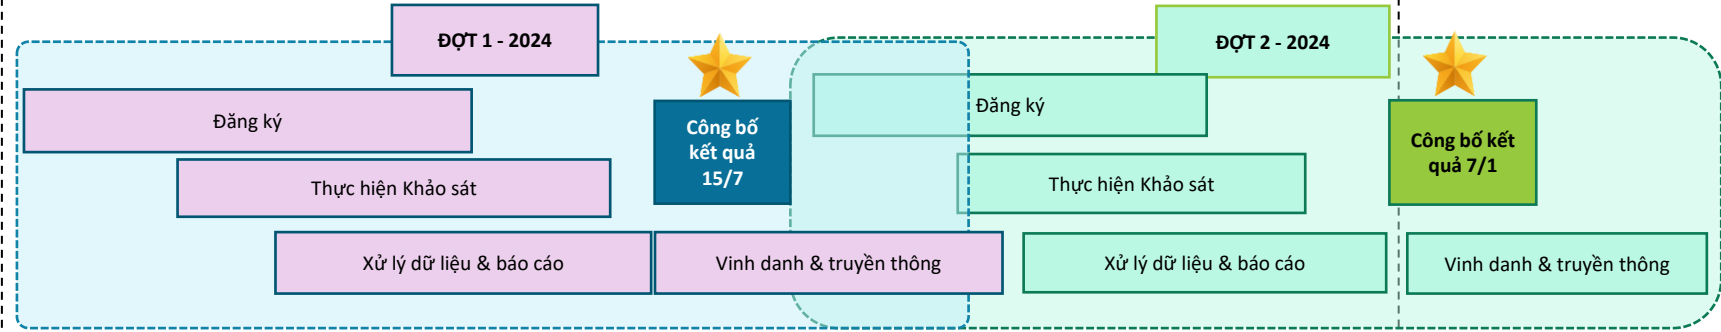 ĐỢT 1 - 2024
Đăng ký
Thực hiện Khảo sát
Xử lý dữ liệu & báo cáo
Công bố
kết quả
15/7
Vinh danh & truyền thông
ĐỢT 2 - 2024
Đăng ký
Thực hiện Khảo sát
Xử lý dữ liệu & báo cáo
Công bố kết
quả 7/1
Vinh danh & truyền thông